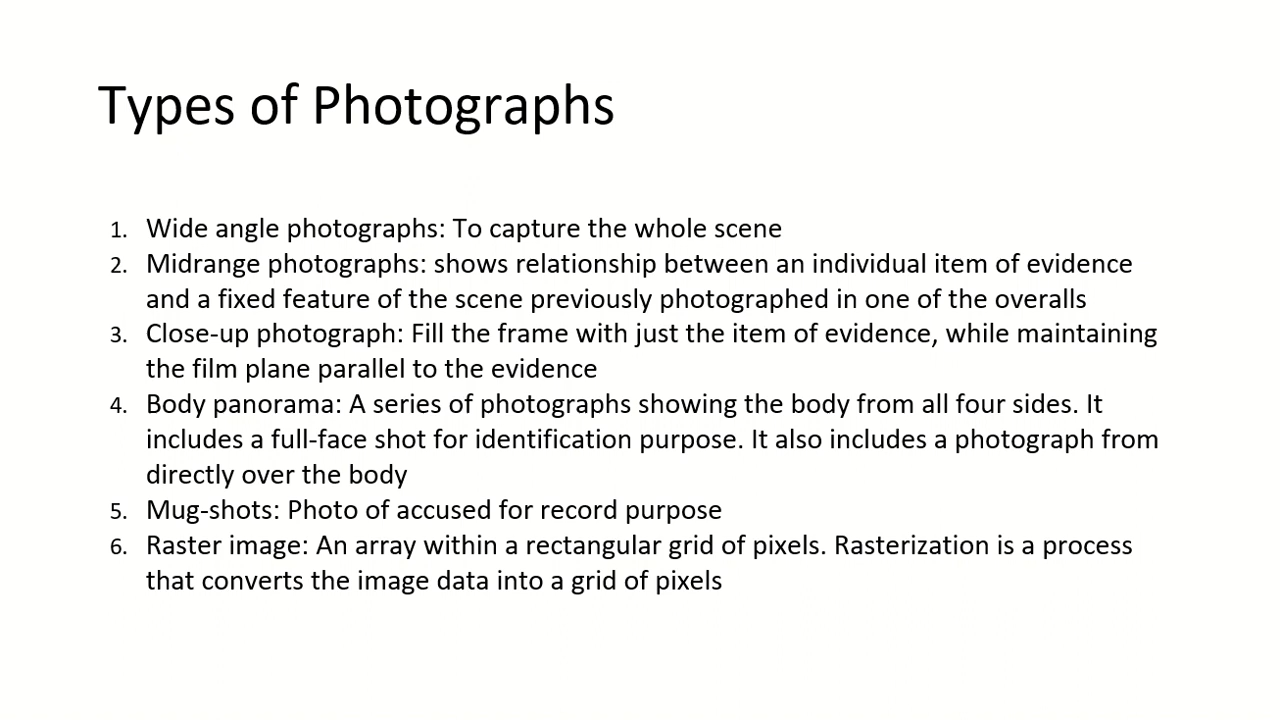 Types of Photographs
1. Wide angle photographs: To capture the whole scene
2. Midrange photographs: shows relationship between an individual item of evidence
and a fixed feature of the scene previously photographed in one of the overalls
3. Close-up photograph: Fill the frame with just the item of evidence, while maintaining
the film plane parallel to the evidence
4. Body panorama: A series of photographs showing the body from all four sides. It
includes a full-face shot for identification purpose. It also includes a photograph from
directly over the body
5. Mug-shots: Photo of accused for record purpose
6. Raster image: An array within a rectangular grid of pixels. Rasterization is a process
that converts the image data into a grid of pixels